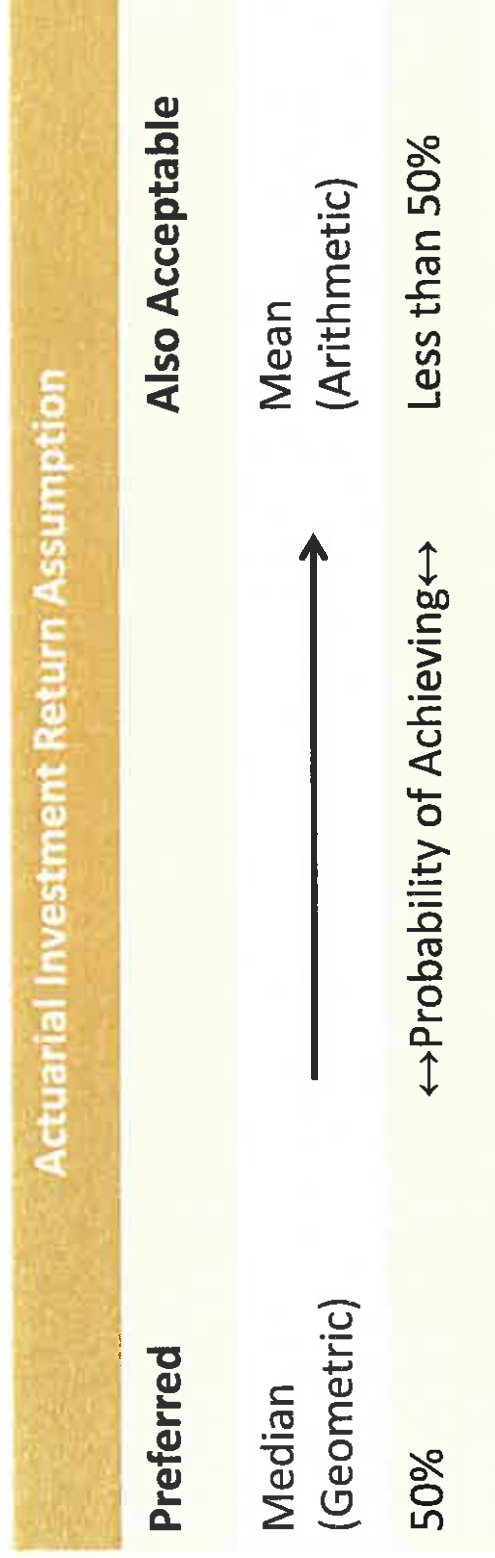 Actuarial Investment Return Assumption
Preferred Also Acceptable
Median Mean
(Geometric) (Arithmetic)
50% ↔Probability of Achieving↔ Less than 50%